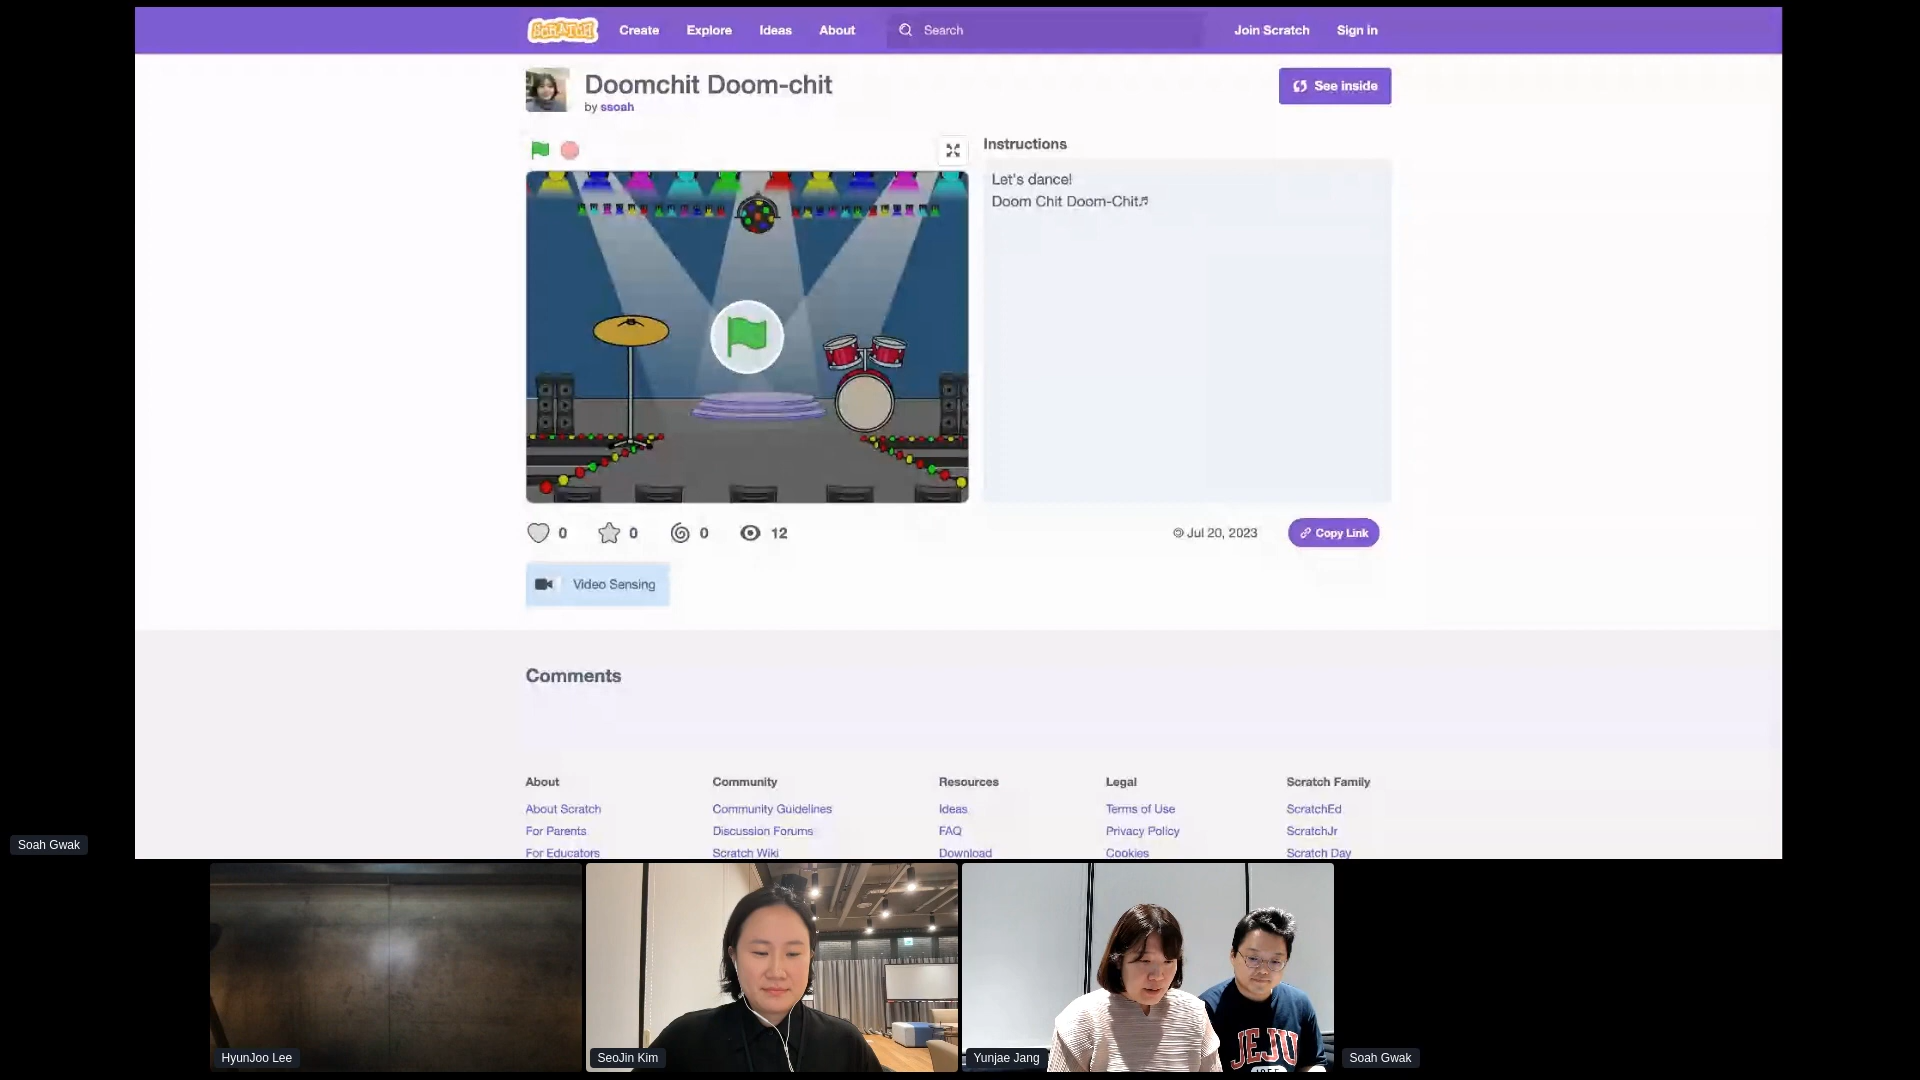 SCRATCH
Create
Explore
Ideas
About
Search
Join Scratch
Sign in
Doomchit Doom-chit
by ssoah
See inside
Instructions
Let's dance!
Doom Chit Doom-Chit♬
0
0
0
12
© Jul 20, 2023
Copy Link
Video Sensing
Comments
About
Community
Resources
Legal
Scratch Family
About Scratch
Community Guidelines
Ideas
Terms of Use
ScratchEd
For Parents
Discussion Forums
FAQ
Privacy Policy
ScratchJr
For Educators
Scratch Wiki
Download
Cookies
Scratch Day
Soah Gwak
HyunJoo Lee
SeoJin Kim
Yunjae Jang
Soah Gwak
JEJU